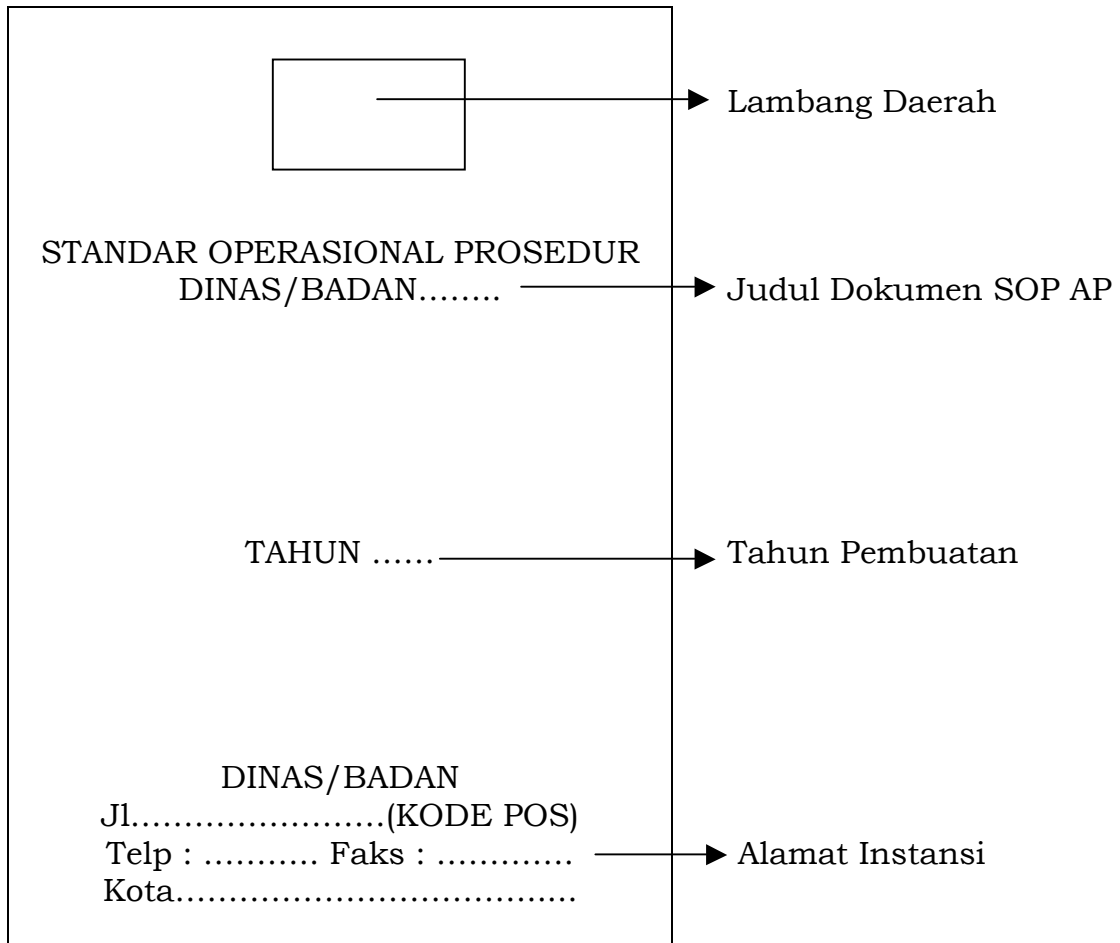 Lambang Daerah
STANDAR OPERASIONAL PROSEDUR
DINAS/BADAN........
Judul Dokumen SOP AP
TAHUN ......
Tahun Pembuatan
DINAS/BADAN
Jl........................(KODE POS)
Telp : ........... Faks : .............
Alamat Instansi
Kota......................................